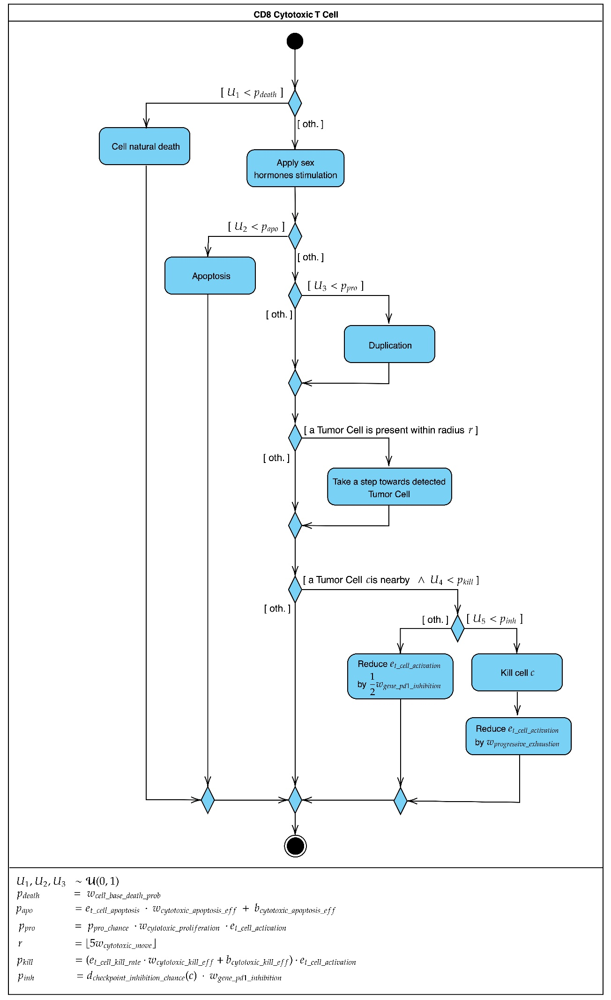 CD8 Cytotoxic T Cell
[ U₁ < p_death ]
[ oth. ]
Cell natural death
Apply sex
hormones stimulation
[ U₂ < p_apo ]
[ oth. ]
Apoptosis
[ U₃ < p_pro ]
[ oth. ]
Duplication
[ a Tumor Cell is present within radius r ]
[ oth. ]
Take a step towards detected
Tumor Cell
[ a Tumor Cell cis nearby ∧ U₄ < p_kill ]
[ oth. ]
[ oth. ]
[ U₅ < p_inh ]
Reduce e_t_cell_activation
by 1/2 w_gene_pd1_inhibition
Kill cell c
Reduce e_t_cell_activation
by w_progressive_exhaustion
U₁, U₂, U₃ ~ 𝒰(0, 1)
p_death = w_cell_base_death_prob
p_apo = e_t_cell_apoptosis · w_cytotoxic_apoptosis_eff + b_cytotoxic_apoptosis_eff
p_pro = p_pro_chance · w_cytotoxic_proliferation · e_t_cell_activation
r = ⌊5w_cytotoxic_move⌋
p_kill = (e_t_cell_kill_rate · w_cytotoxic_kill_eff + b_cytotoxic_kill_eff) · e_t_cell_activation
p_inh = d_checkpoint_inhibition_chance(c) · w_gene_pd1_inhibition